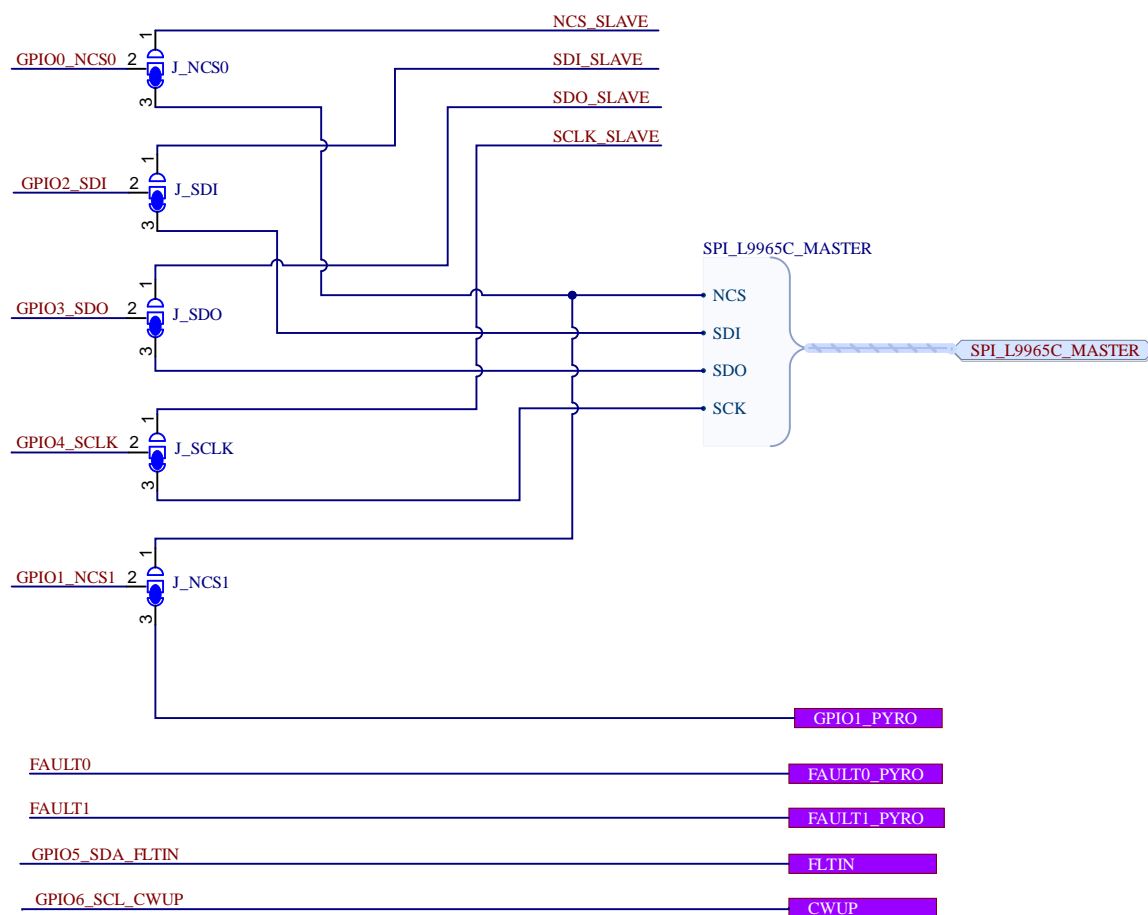 NCS_SLAVE
1
GPIO0_NCS0 2 J_NCS0 SDI_SLAVE
3 SDO_SLAVE
SCLK_SLAVE
1
GPIO2_SDI 2 J_SDI
3
SPI_L9965C_MASTER
1
NCS
GPIO3_SDO 2 J_SDO
SDI
3
SPI_L9965C_MASTER
SDO
SCK
1
GPIO4_SCLK 2 J_SCLK
3
1
GPIO1_NCS1 2 J_NCS1
3
GPIO1_PYRO
FAULT0 FAULT0_PYRO
FAULT1 FAULT1_PYRO
GPIO5_SDA_FLTIN FLTIN
GPIO6_SCL_CWUP CWUP